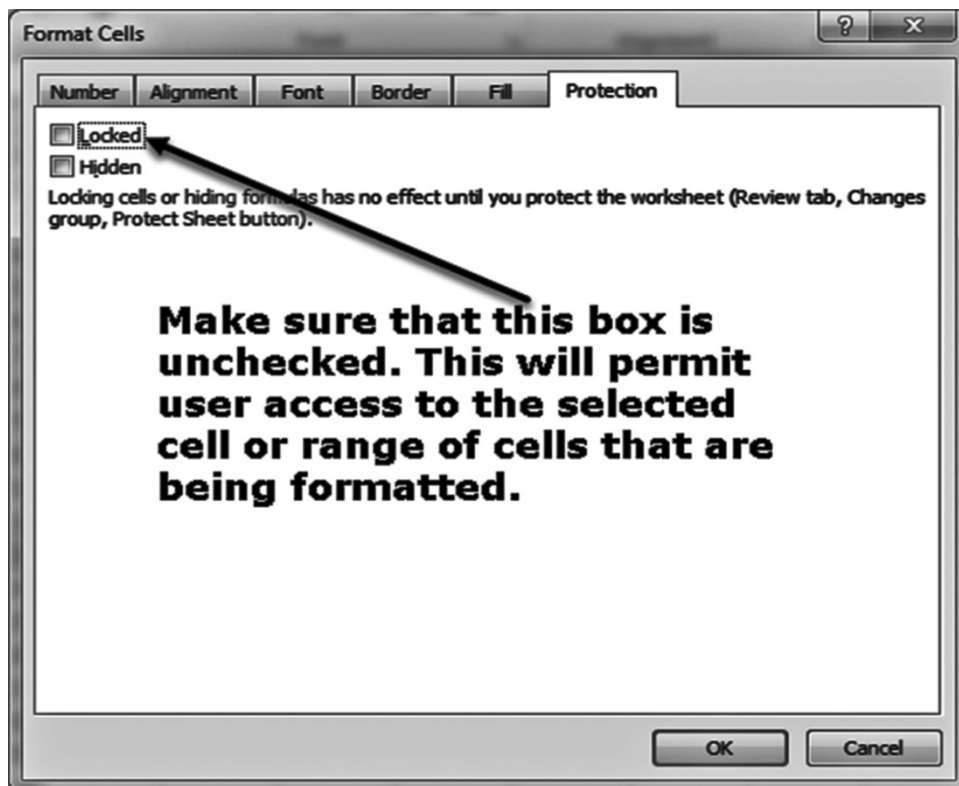 Format Cells
?
X
Number Alignment Font Border Fill Protection
Locked
Hidden
Locking cells or hiding formulas has no effect until you protect the worksheet (Review tab, Changes
group, Protect Sheet button).
Make sure that this box is
unchecked. This will permit
user access to the selected
cell or range of cells that are
being formatted.
OK Cancel